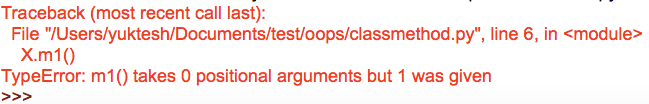 Traceback (most recent call last):
  File "/Users/yuktesh/Documents/test/oops/classmethod.py", line 6, in <module>
    X.m1()
TypeError: m1() takes 0 positional arguments but 1 was given
>>>